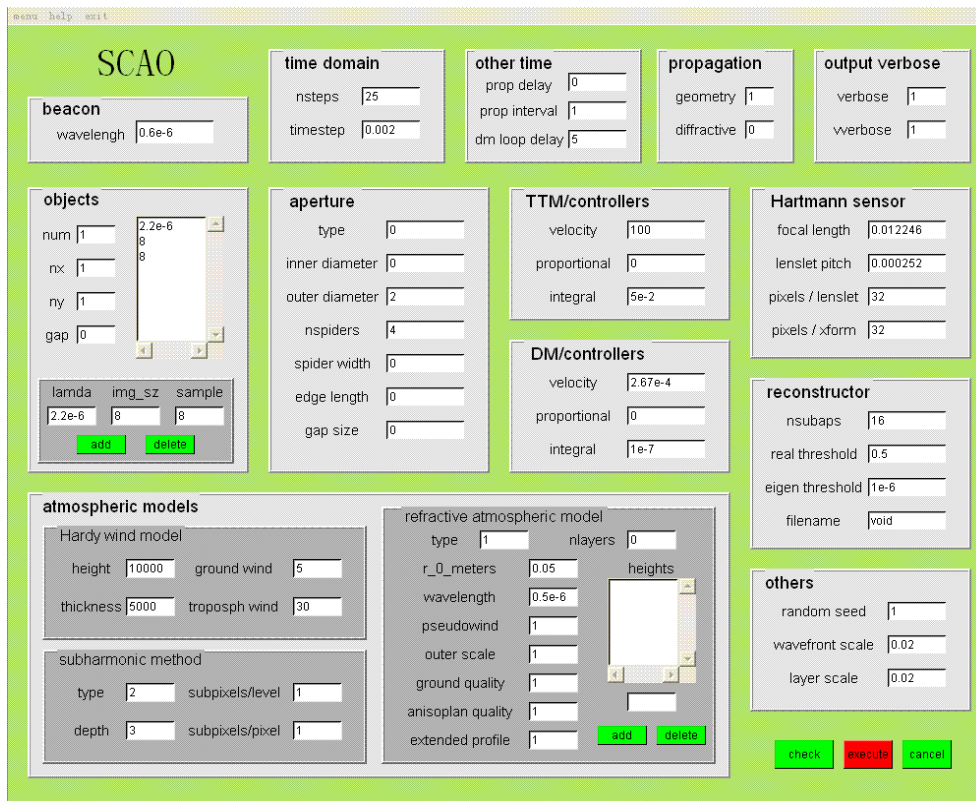 menu help exit
SCAO
beacon
wavelengh 0.6e-6
time domain
nsteps 25
timestep 0.002
other time
prop delay 0
prop interval 1
dm loop delay 5
propagation
geometry 1
diffractive 0
output verbose
verbose 1
vverbose 1
objects
num 1
nx 1
ny 1
gap 0
2.2e-6
8
8
lamda img_sz sample
2.2e-6 8 8
add delete
aperture
type 0
inner diameter 0
outer diameter 2
nspiders 4
spider width 0
edge length 0
gap size 0
TTM/controllers
velocity 100
proportional 0
integral 5e-2
DM/controllers
velocity 2.67e-4
proportional 0
integral 1e-7
Hartmann sensor
focal length 0.012246
lenslet pitch 0.000252
pixels / lenslet 32
pixels / xform 32
reconstructor
nsubaps 16
real threshold 0.5
eigen threshold 1e-6
filename void
atmospheric models
Hardy wind model
height 10000 ground wind 5
thickness 5000 troposph wind 30
subharmonic method
type 2 subpixels/level 1
depth 3 subpixels/pixel 1
refractive atmospheric model
type 1 nlayers 0
r_0_meters 0.05
wavelength 0.5e-6
pseudowind 1
outer scale 1
ground quality 1
anisoplan quality 1
extended profile 1
heights
add delete
others
random seed 1
wavefront scale 0.02
layer scale 0.02
check execute cancel